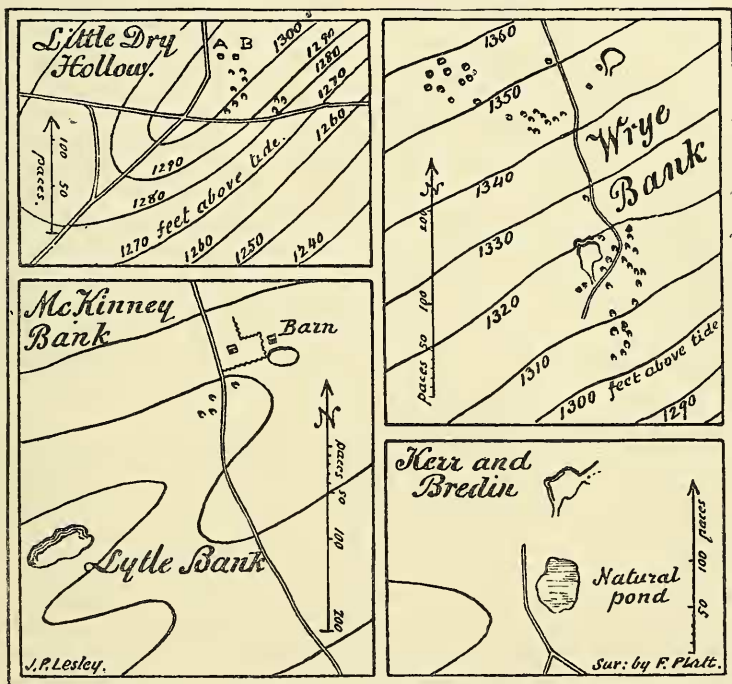 Little Dry
Hollow.
A B
1300
1290
1280
1270
1260
100
50
paces.
1290
1280
1270 feet above tide.
1260
1250
1240
1360
1350
Wrye
Bank
1340
N
200
1330
100
1320
50
paces
1310
1300 feet above tide
1290
McKinney
Bank
Barn
N
paces
50
100
200
Lytle Bank
J.P. Lesley.
Kerr and
Bredin
paces
100
50
Natural
pond
Sur: by F. Platt.